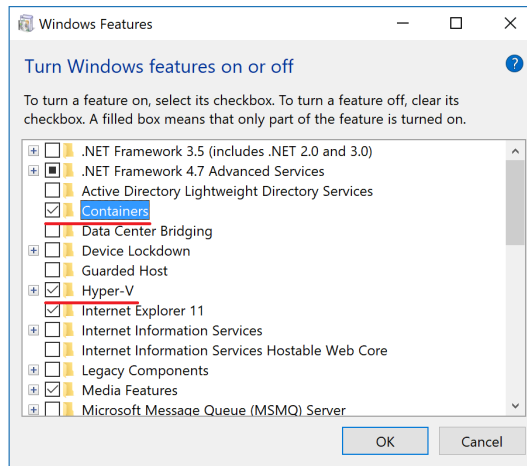 Windows Features
Turn Windows features on or off
?
To turn a feature on, select its checkbox. To turn a feature off, clear its
checkbox. A filled box means that only part of the feature is turned on.
.NET Framework 3.5 (includes .NET 2.0 and 3.0)
.NET Framework 4.7 Advanced Services
Active Directory Lightweight Directory Services
Containers
Data Center Bridging
Device Lockdown
Guarded Host
Hyper-V
Internet Explorer 11
Internet Information Services
Internet Information Services Hostable Web Core
Legacy Components
Media Features
Microsoft Message Queue (MSMQ) Server
OK Cancel